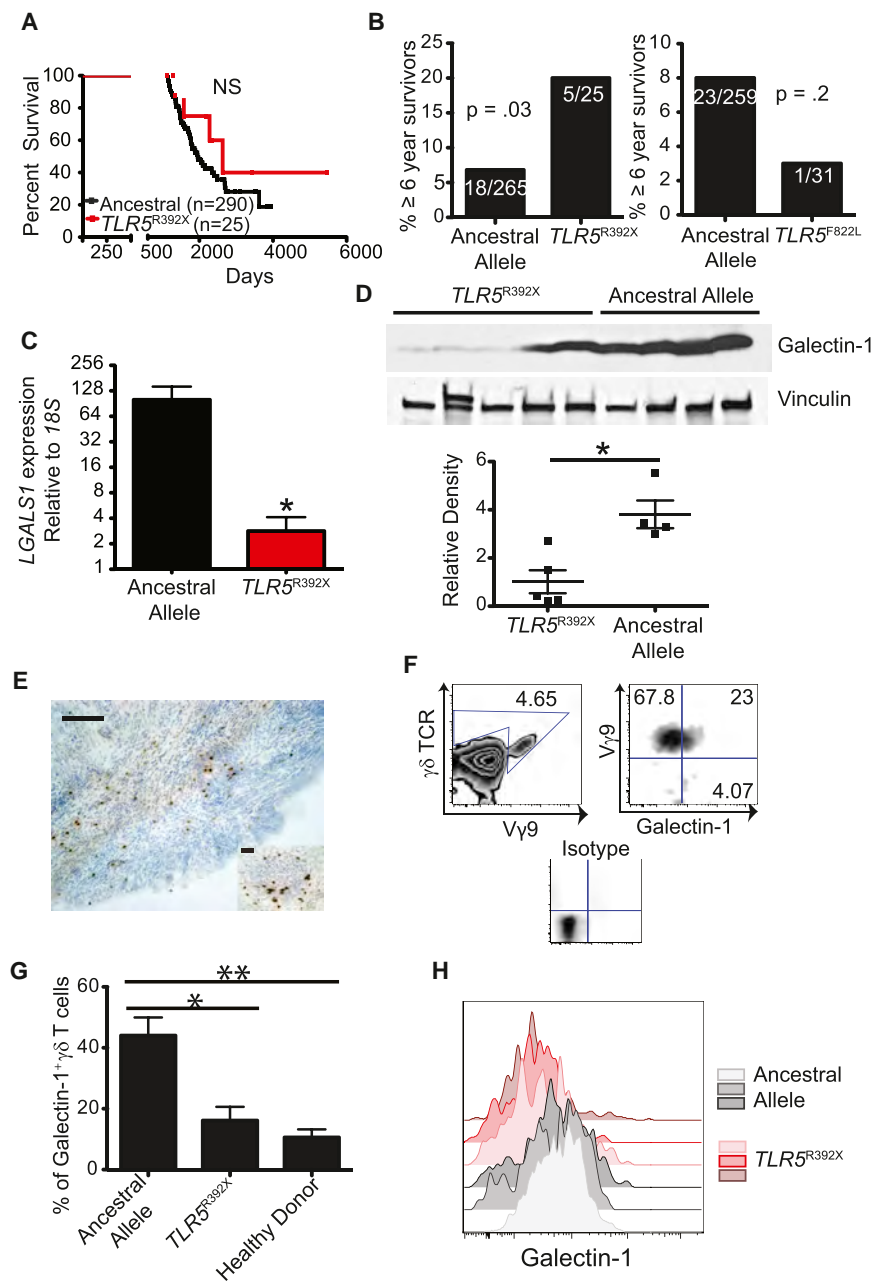 A
Percent Survival
100
80
60
40
20
0
NS
Ancestral (n=290)
TLR5R392X (n=25)
250 500 2000 4000 6000
Days
B
% ≥ 6 year survivors
25
20
15
10
5
0
p = .03
18/265
5/25
Ancestral
Allele
TLR5R392X
% ≥ 6 year survivors
10
8
6
4
2
0
23/259
p = .2
1/31
Ancestral
Allele
TLR5F822L
C
LGALS1 expression
Relative to 18S
256
128
64
32
16
8
4
2
1
*
Ancestral
Allele
TLR5R392X
D
TLR5R392X
Ancestral Allele
Galectin-1
Vinculin
Relative Density
6
4
2
0
*
TLR5R392X
Ancestral
Allele
E
F
γδ TCR
4.65
Vγ9
Vγ9
67.8 23
4.07
Galectin-1
Isotype
G
% of Galectin-1+γδ T cells
60
40
20
0
**
*
Ancestral
Allele
TLR5R392X
Healthy Donor
H
Ancestral
Allele
TLR5R392X
Galectin-1